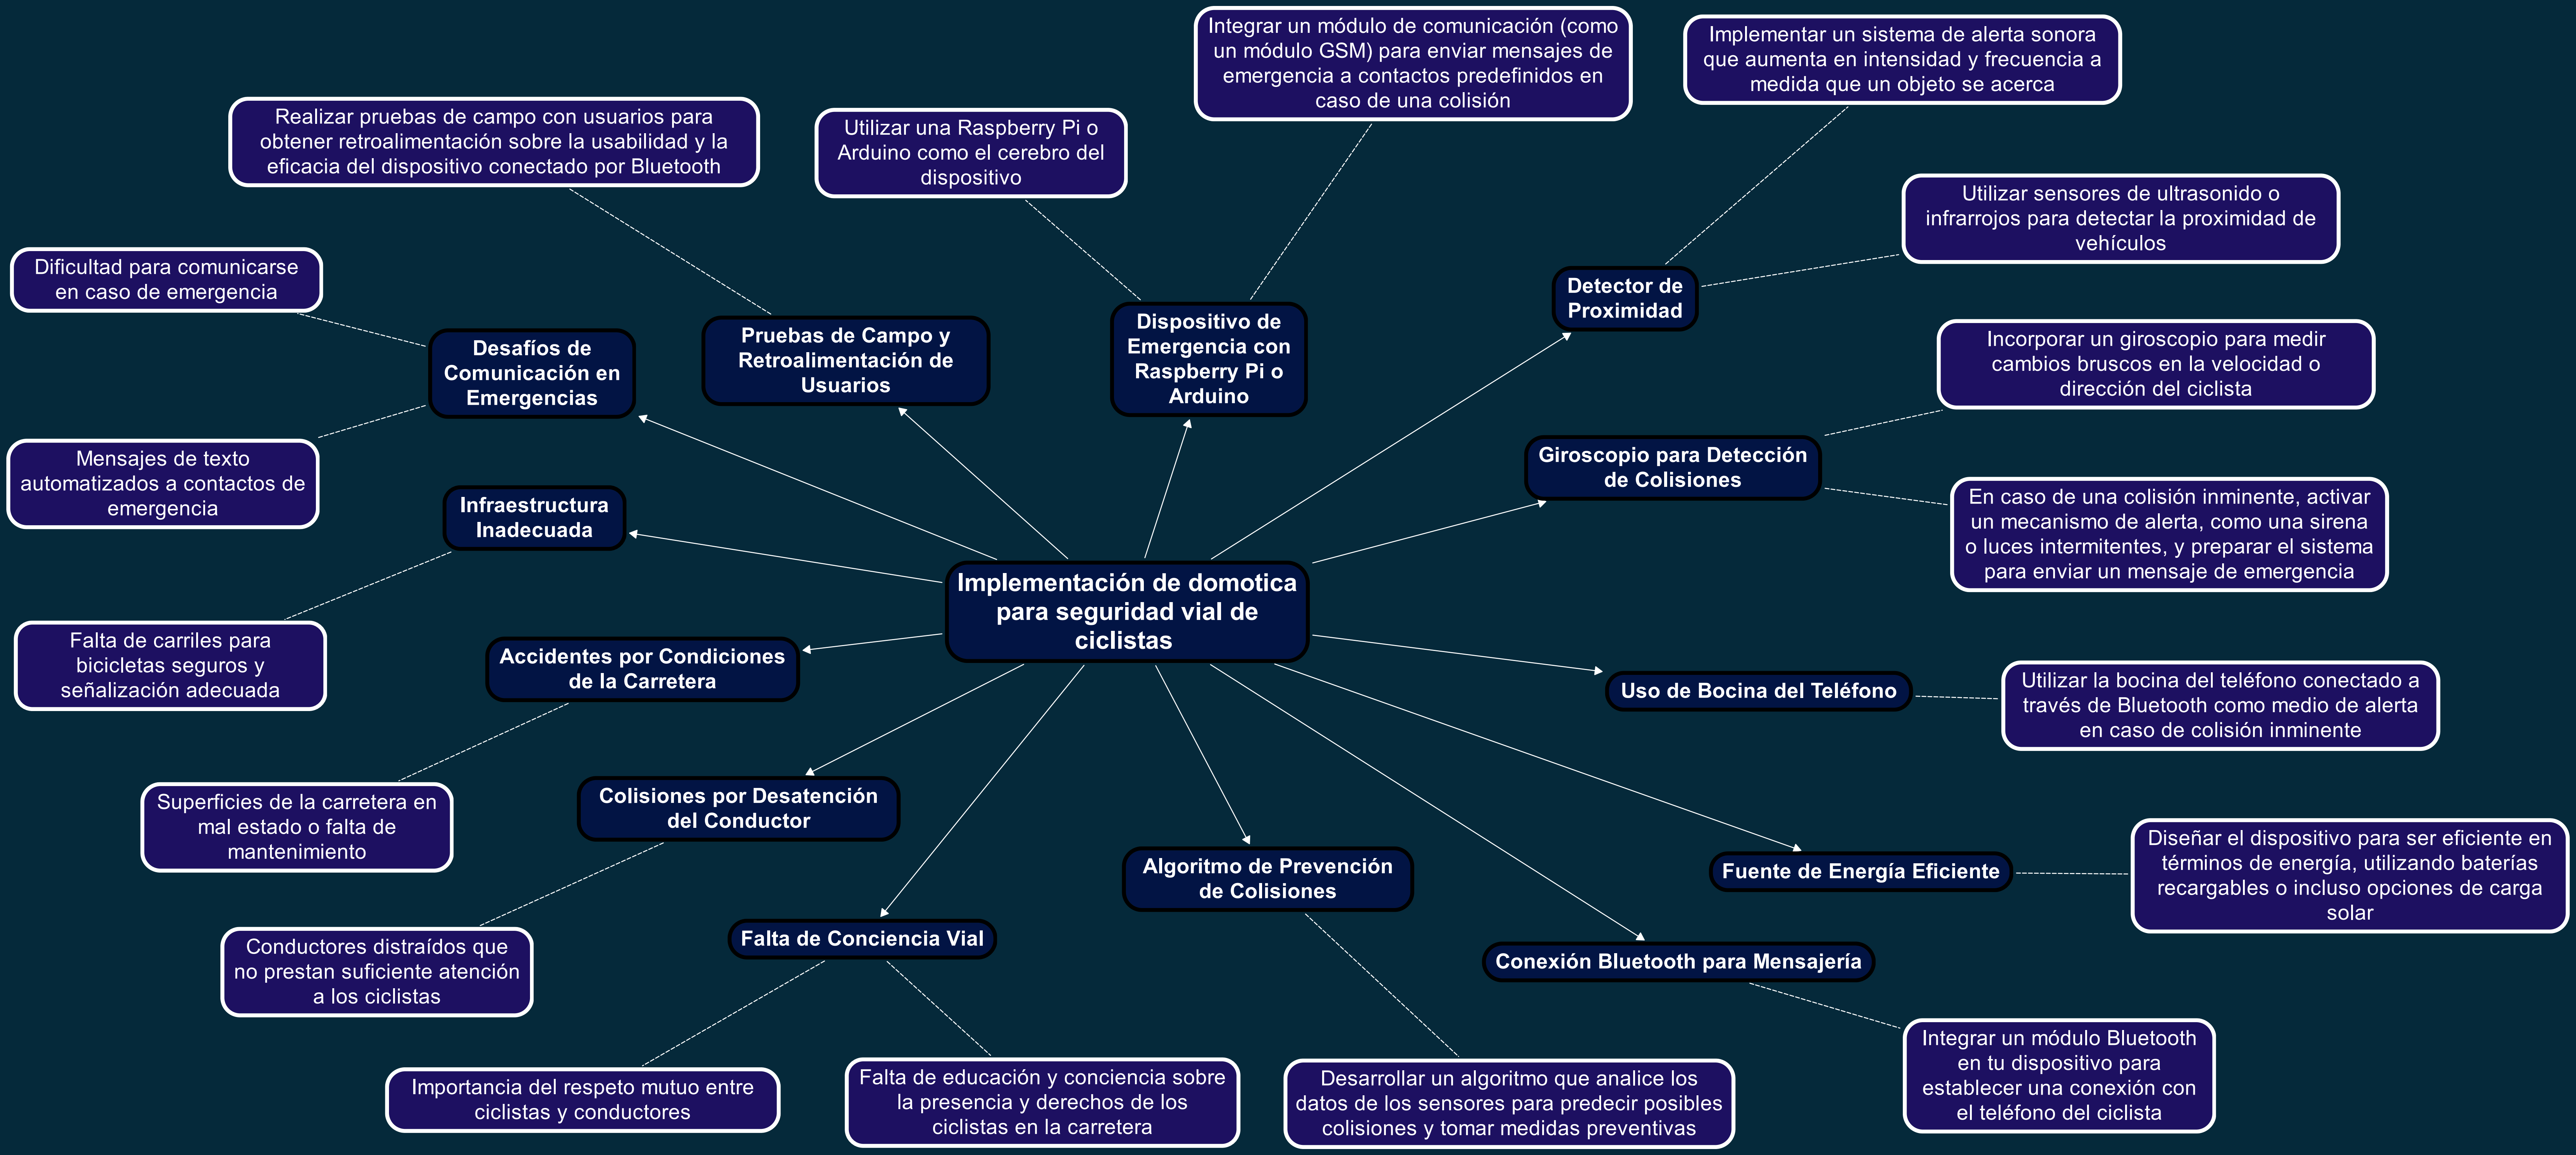 Integrar un módulo de comunicación (como
un módulo GSM) para enviar mensajes de
emergencia a contactos predefinidos en
caso de una colisión
Implementar un sistema de alerta sonora
que aumenta en intensidad y frecuencia a
medida que un objeto se acerca
Realizar pruebas de campo con usuarios para
obtener retroalimentación sobre la usabilidad y la
eficacia del dispositivo conectado por Bluetooth
Utilizar una Raspberry Pi o
Arduino como el cerebro del
dispositivo
Utilizar sensores de ultrasonido o
infrarrojos para detectar la proximidad de
vehículos
Dificultad para comunicarse
en caso de emergencia
Detector de
Proximidad
Dispositivo de
Emergencia con
Raspberry Pi o
Arduino
Pruebas de Campo y
Retroalimentación de
Usuarios
Desafíos de
Comunicación en
Emergencias
Incorporar un giroscopio para medir
cambios bruscos en la velocidad o
dirección del ciclista
Giroscopio para Detección
de Colisiones
Mensajes de texto
automatizados a contactos de
emergencia
Infraestructura
Inadecuada
En caso de una colisión inminente, activar
un mecanismo de alerta, como una sirena
o luces intermitentes, y preparar el sistema
para enviar un mensaje de emergencia
Implementación de domotica
para seguridad vial de
ciclistas
Falta de carriles para
bicicletas seguros y
señalización adecuada
Accidentes por Condiciones
de la Carretera
Uso de Bocina del Teléfono
Utilizar la bocina del teléfono conectado a
través de Bluetooth como medio de alerta
en caso de colisión inminente
Superficies de la carretera en
mal estado o falta de
mantenimiento
Colisiones por Desatención
del Conductor
Algoritmo de Prevención
de Colisiones
Fuente de Energía Eficiente
Diseñar el dispositivo para ser eficiente en
términos de energía, utilizando baterías
recargables o incluso opciones de carga
solar
Conductores distraídos que
no prestan suficiente atención
a los ciclistas
Falta de Conciencia Vial
Conexión Bluetooth para Mensajería
Importancia del respeto mutuo entre
ciclistas y conductores
Falta de educación y conciencia sobre
la presencia y derechos de los
ciclistas en la carretera
Desarrollar un algoritmo que analice los
datos de los sensores para predecir posibles
colisiones y tomar medidas preventivas
Integrar un módulo Bluetooth
en tu dispositivo para
establecer una conexión con
el teléfono del ciclista